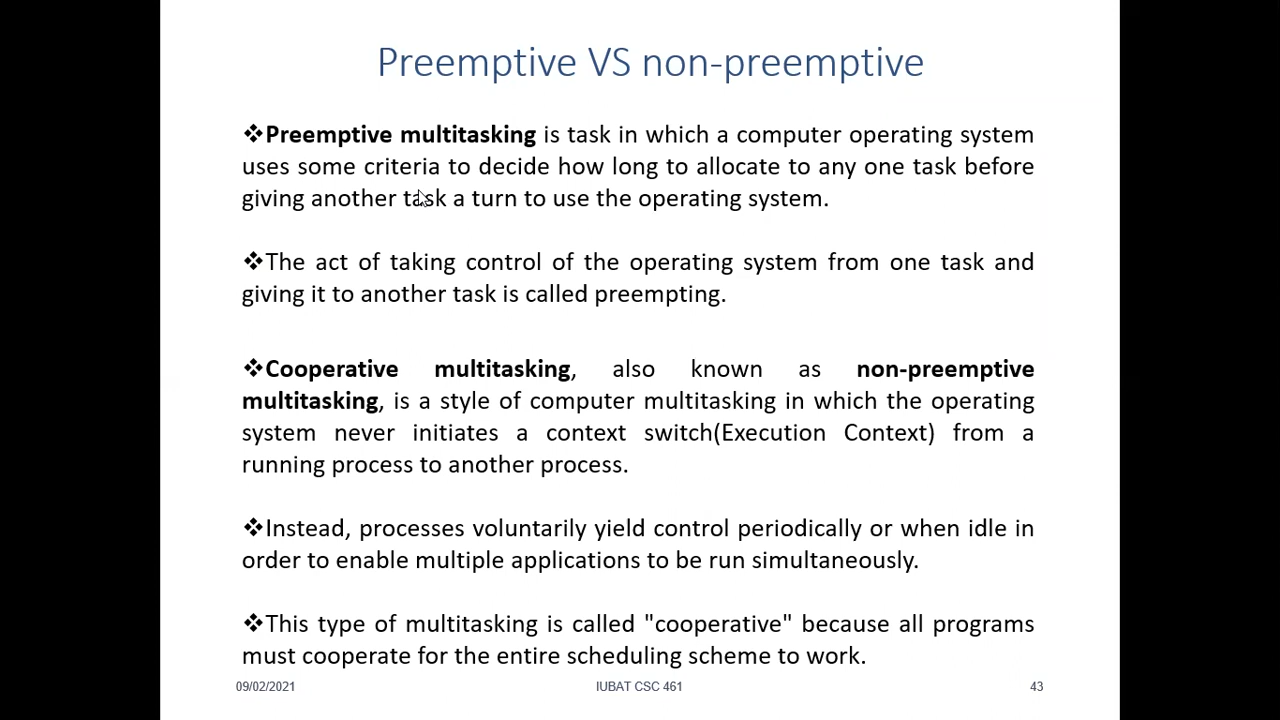 Preemptive VS non-preemptive
❖Preemptive multitasking is task in which a computer operating system
uses some criteria to decide how long to allocate to any one task before
giving another task a turn to use the operating system.
❖The act of taking control of the operating system from one task and
giving it to another task is called preempting.
❖Cooperative multitasking, also known as non-preemptive
multitasking, is a style of computer multitasking in which the operating
system never initiates a context switch(Execution Context) from a
running process to another process.
❖Instead, processes voluntarily yield control periodically or when idle in
order to enable multiple applications to be run simultaneously.
❖This type of multitasking is called "cooperative" because all programs
must cooperate for the entire scheduling scheme to work.
09/02/2021 IUBAT CSC 461 43